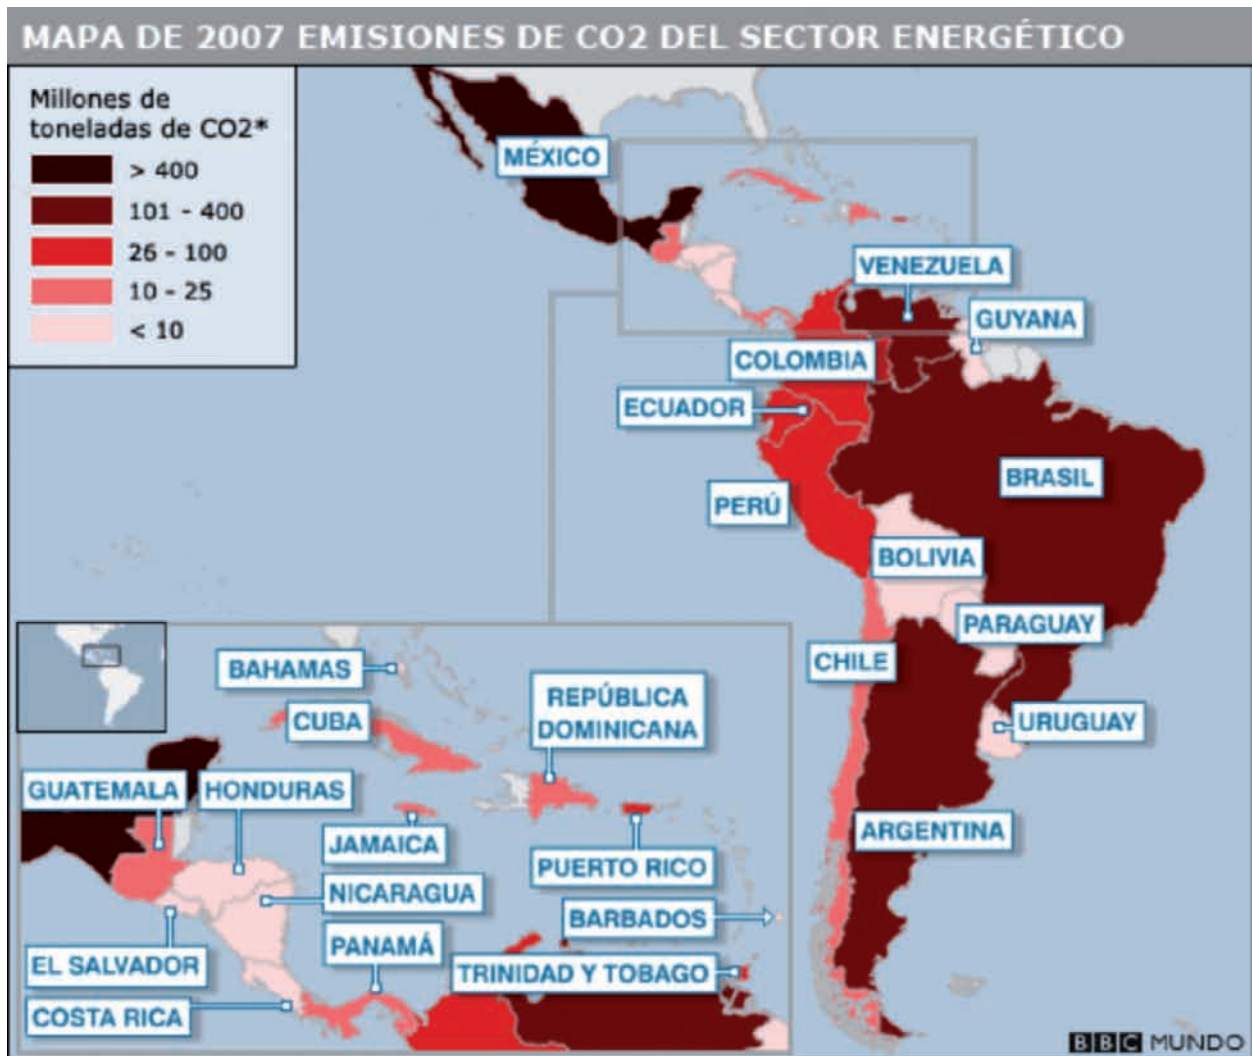 MAPA DE 2007 EMISIONES DE CO2 DEL SECTOR ENERGÉTICO
Millones de
toneladas de CO2*
> 400
101 - 400
26 - 100
10 - 25
< 10
MÉXICO
VENEZUELA
GUYANA
COLOMBIA
ECUADOR
BRASIL
PERÚ
BOLIVIA
PARAGUAY
CHILE
URUGUAY
ARGENTINA
BAHAMAS
CUBA
REPÚBLICA
DOMINICANA
GUATEMALA
HONDURAS
JAMAICA
PUERTO RICO
NICARAGUA
BARBADOS
PANAMÁ
EL SALVADOR
TRINIDAD Y TOBAGO
COSTA RICA
BBC MUNDO